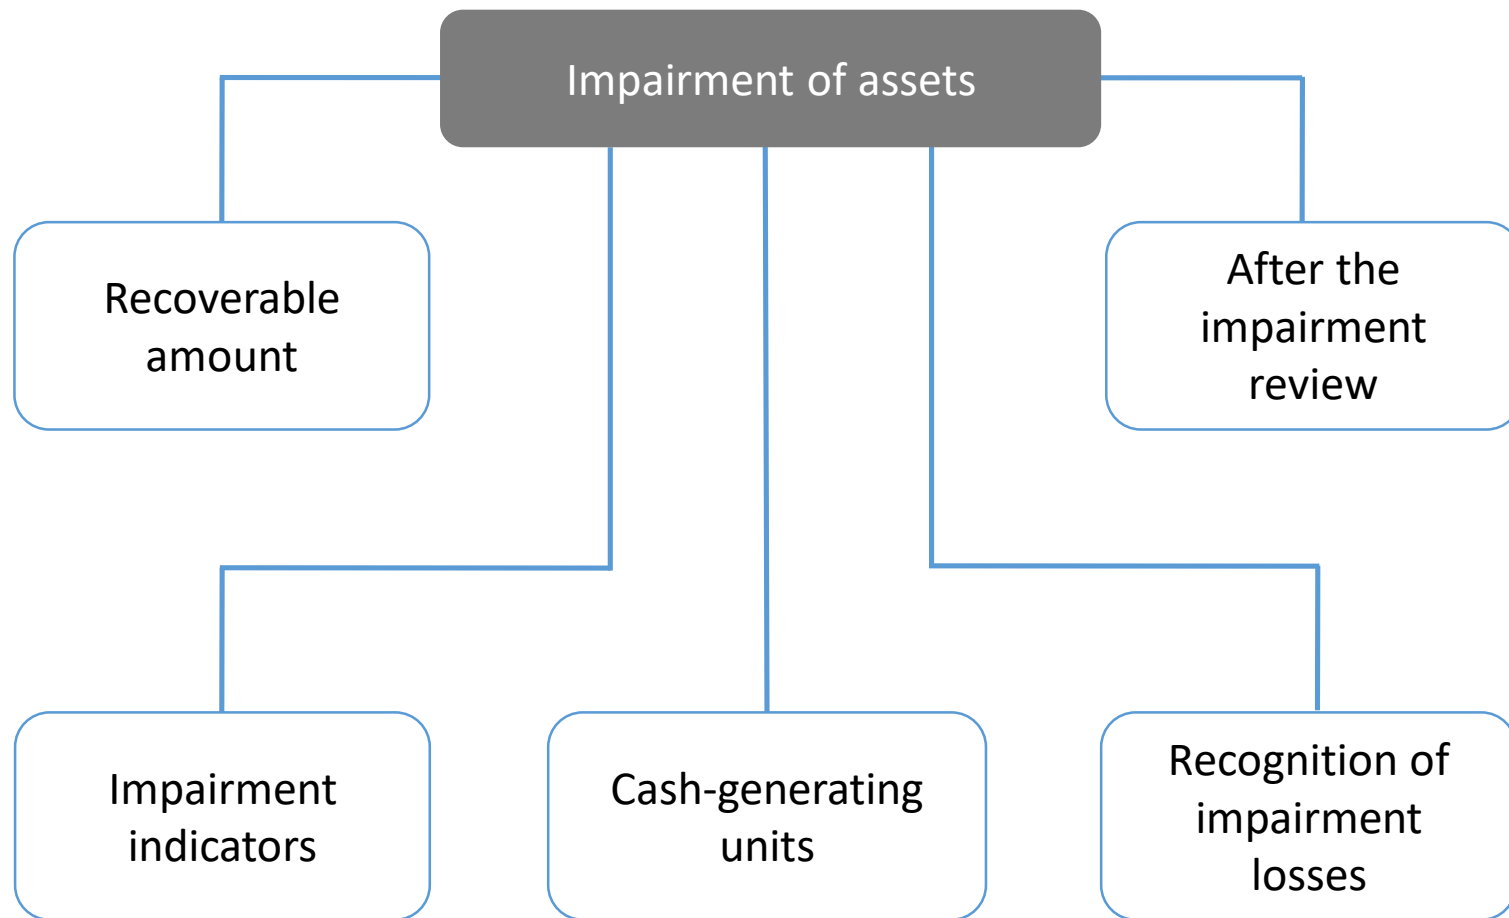 Impairment of assets
Recoverable
amount
After the
impairment
review
Impairment
indicators
Cash-generating
units
Recognition of
impairment
losses